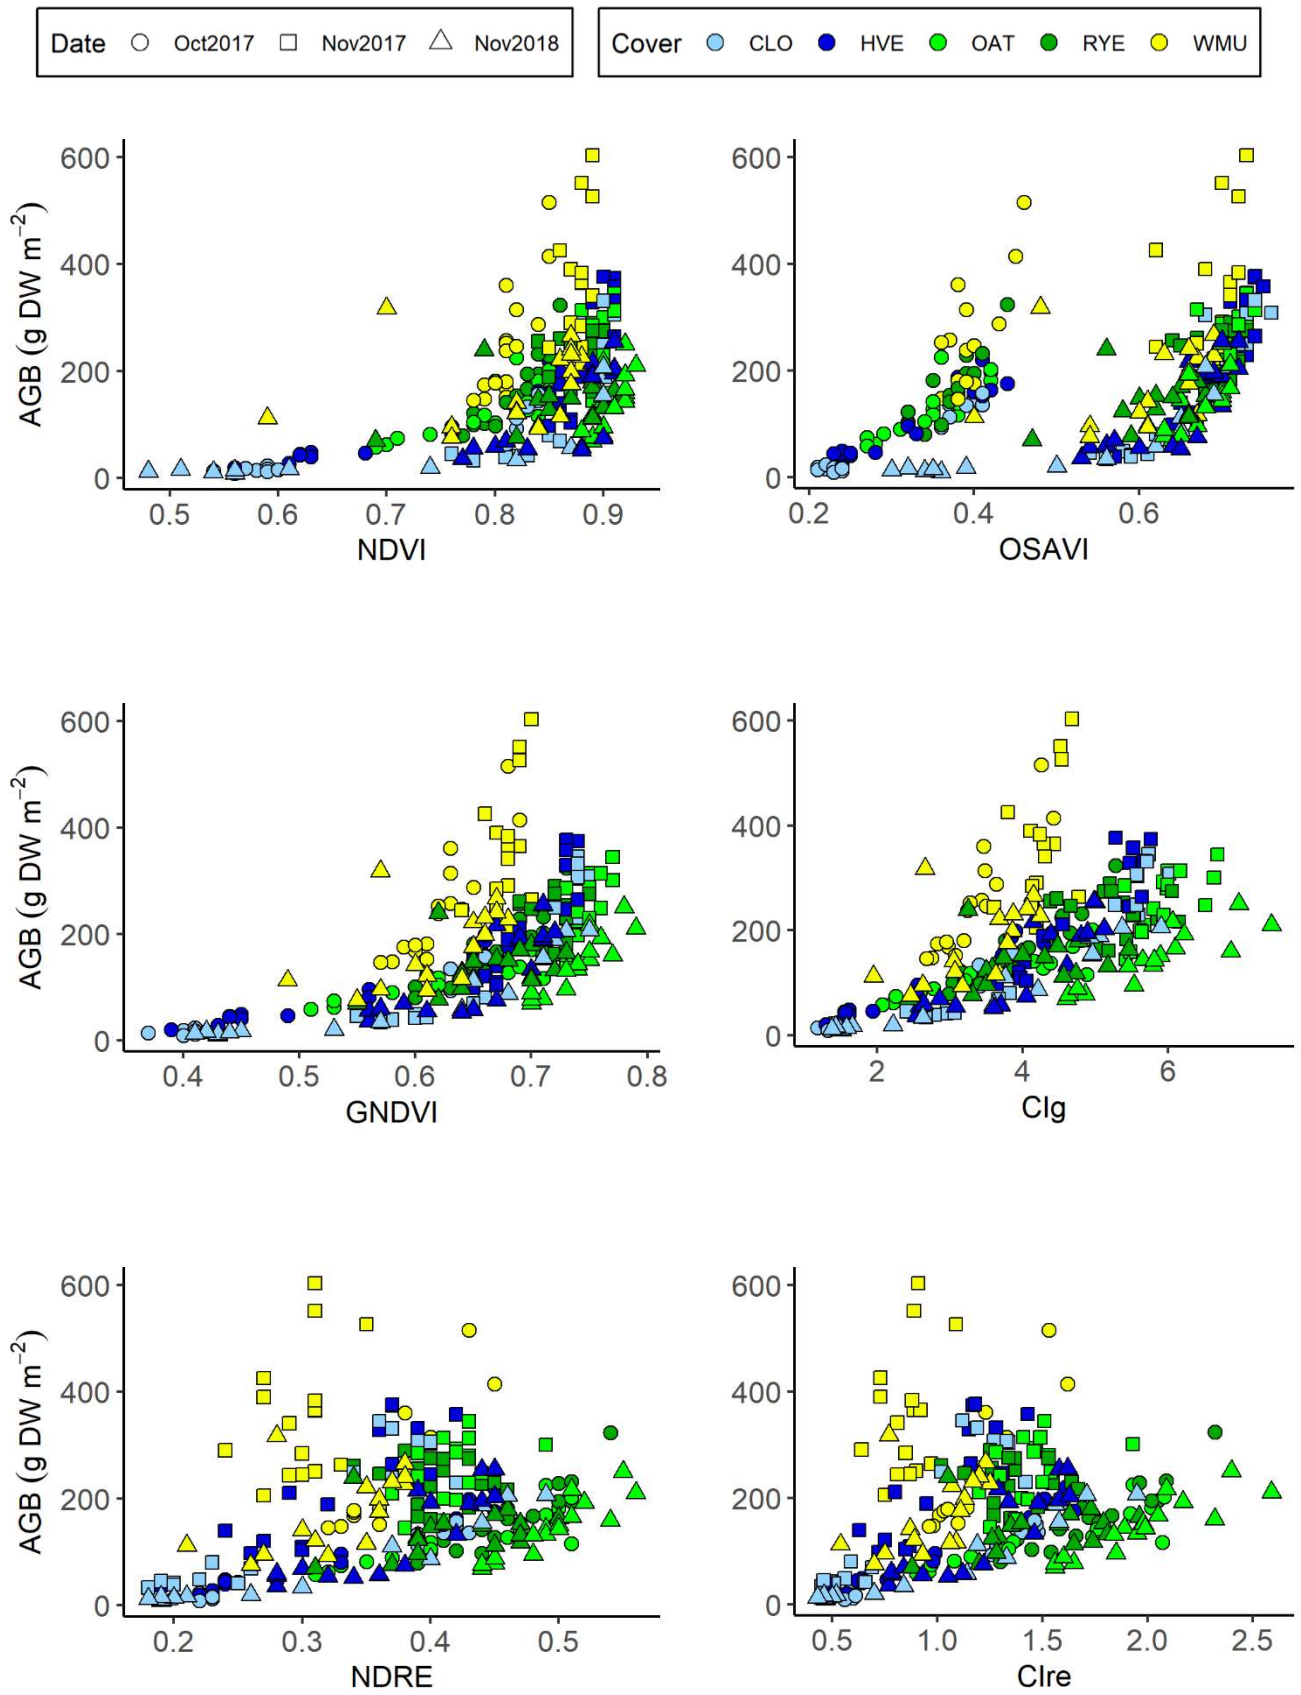 Date Oct2017 Nov2017 Nov2018
Cover CLO HVE OAT RYE WMU
AGB (g DW m⁻²)
600
400
200
0
0.5 0.6 0.7 0.8 0.9
NDVI
600
400
200
0
0.2 0.4 0.6
OSAVI
AGB (g DW m⁻²)
600
400
200
0
0.4 0.5 0.6 0.7 0.8
GNDVI
600
400
200
0
2 4 6
CIg
AGB (g DW m⁻²)
600
400
200
0
0.2 0.3 0.4 0.5
NDRE
600
400
200
0
0.5 1.0 1.5 2.0 2.5
CIre